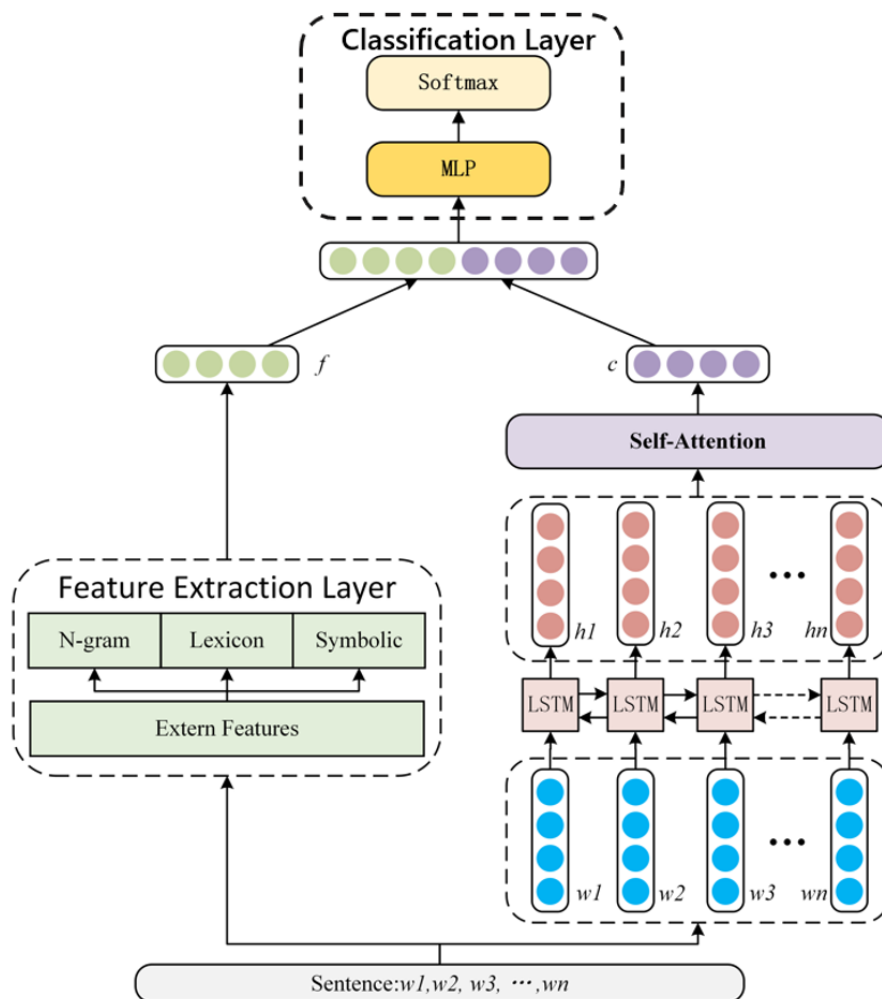 Classification Layer
Softmax
MLP
f
c
Self-Attention
h1 h2 h3 ... hn
Feature Extraction Layer
N-gram Lexicon Symbolic
Extern Features
LSTM LSTM LSTM LSTM
w1 w2 w3 ... wn
Sentence:w1,w2, w3, ⋯ ,wn